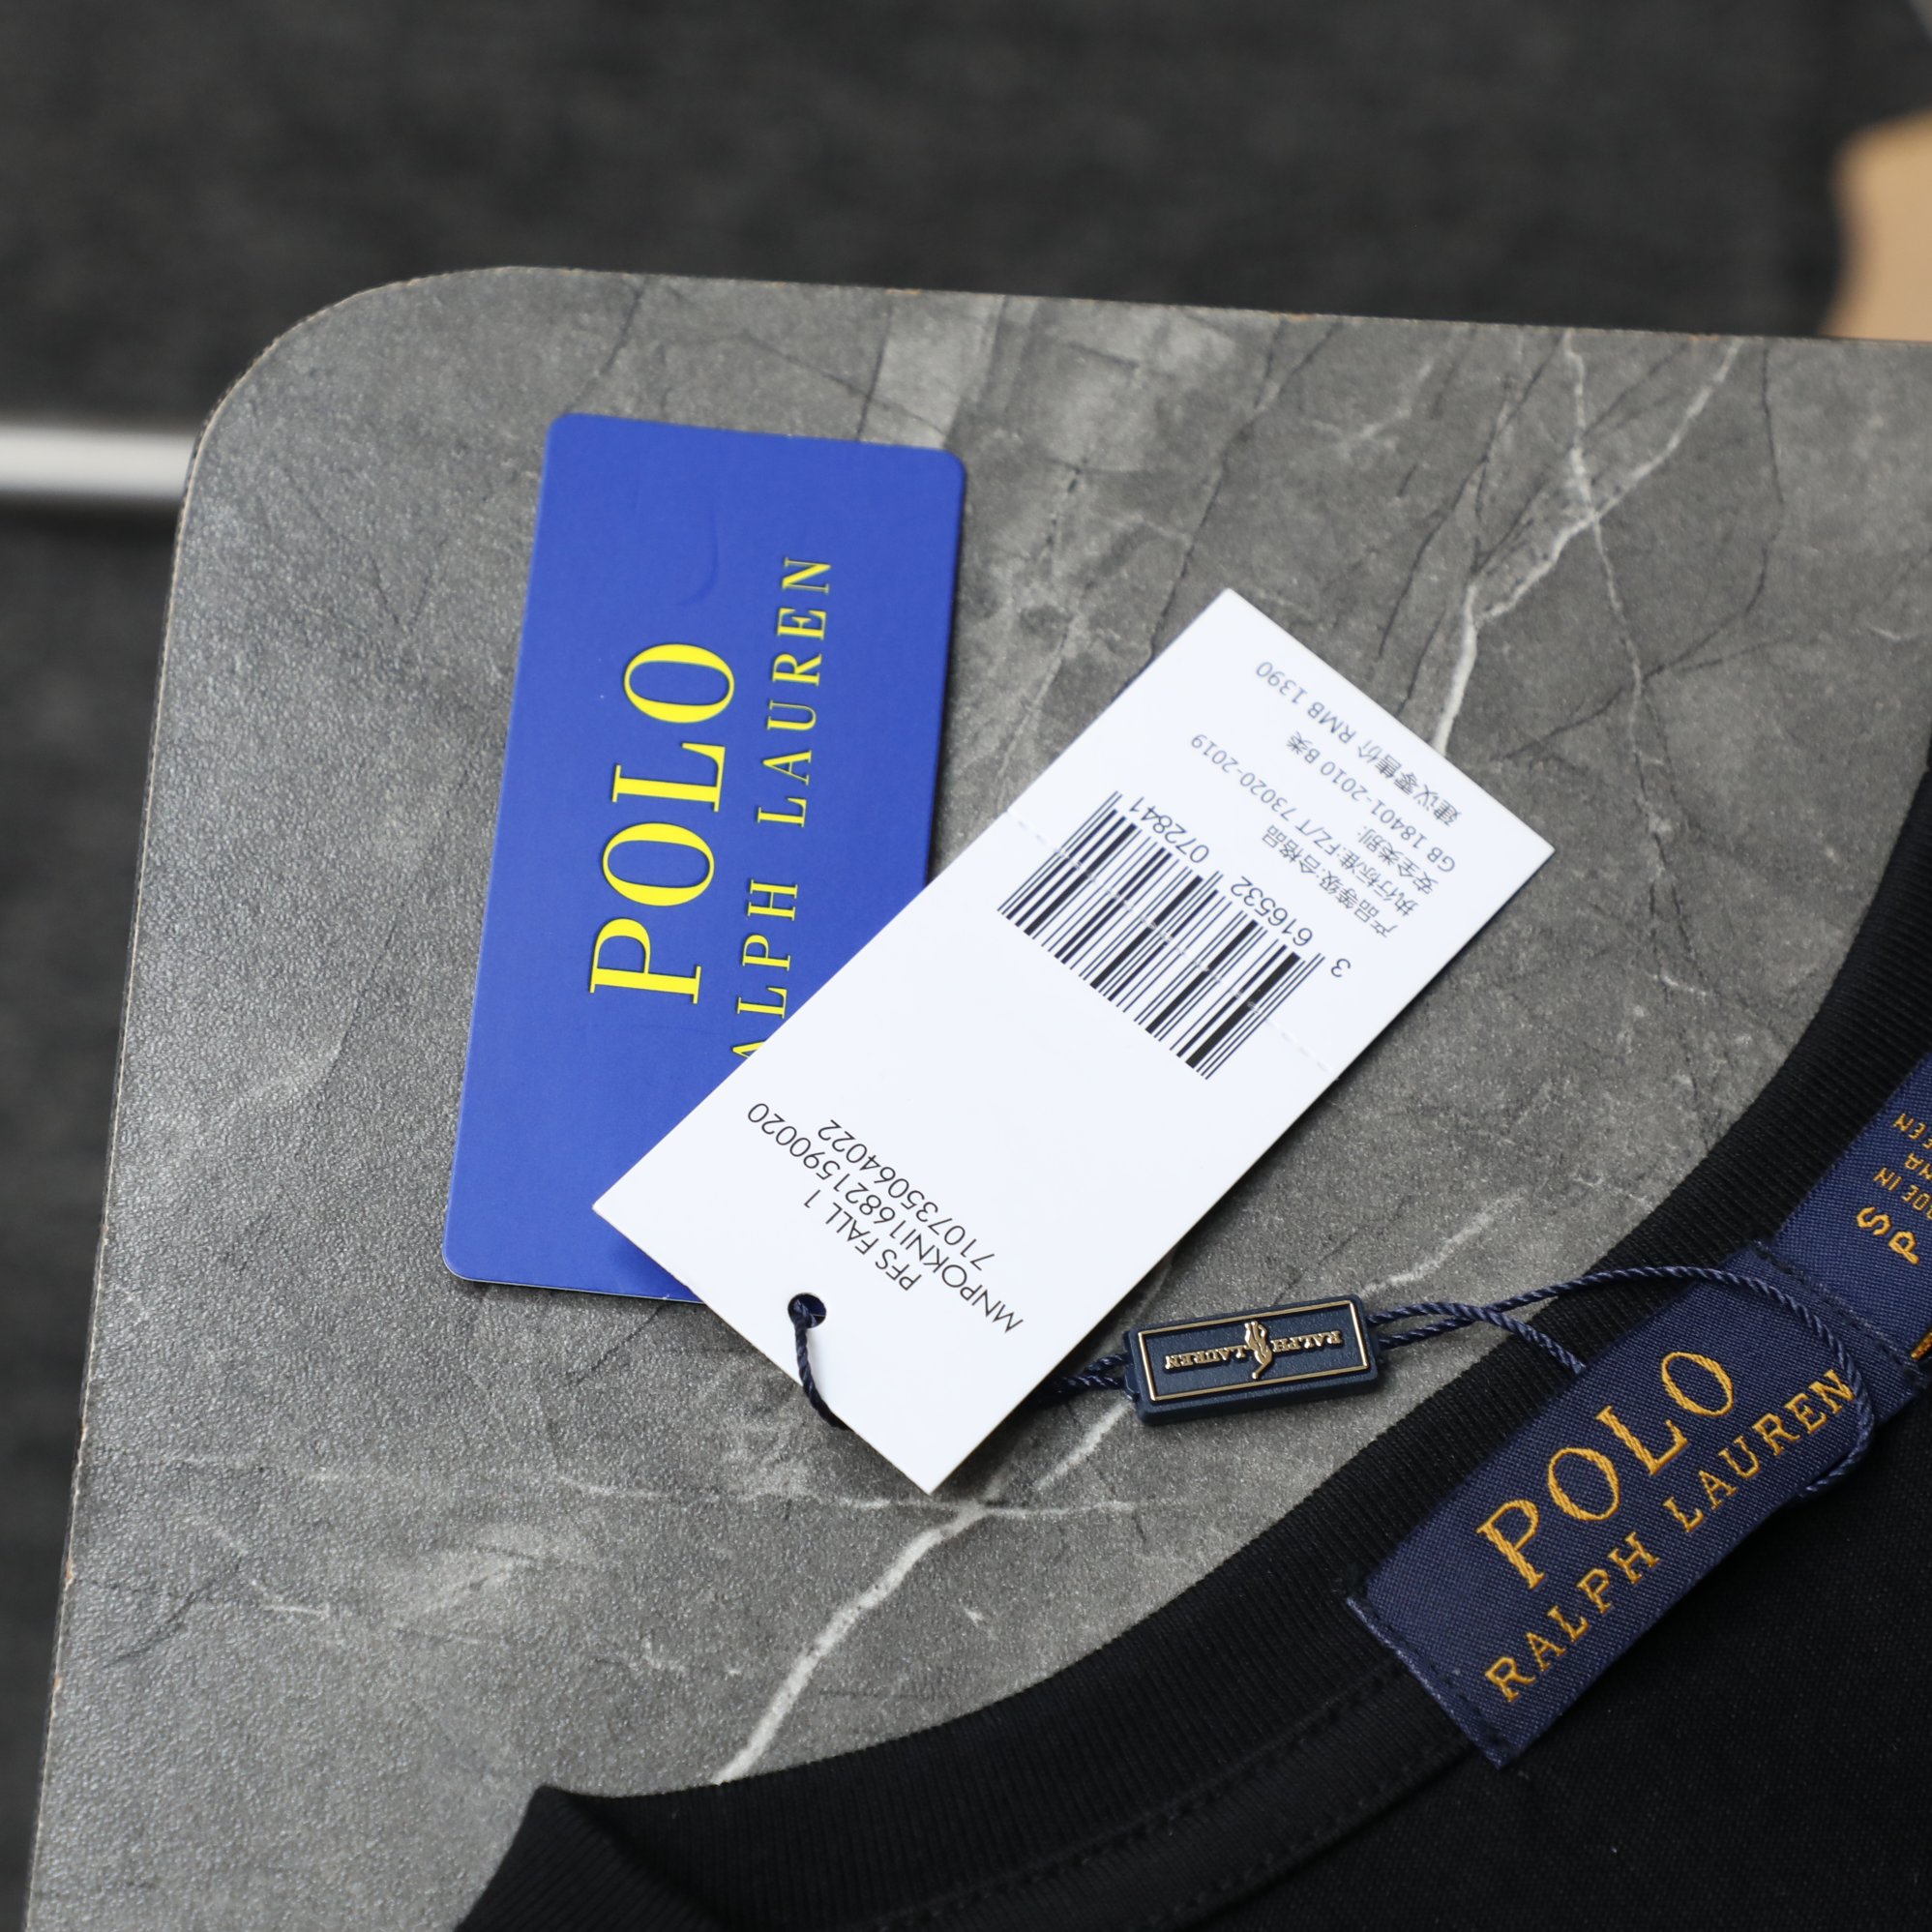 POLO
RALPH LAUREN
PFS FALL 1
MNPOKNI16821590020
710735064022
3 616532 072841
产品等级:合格品
执行标准:FZ/T 73020-2019
安全类别:
GB 18401-2010 B类
建议零售价 RMB 1390
RALPH LAUREN
POLO
RALPH LAUREN
P S
MADE IN